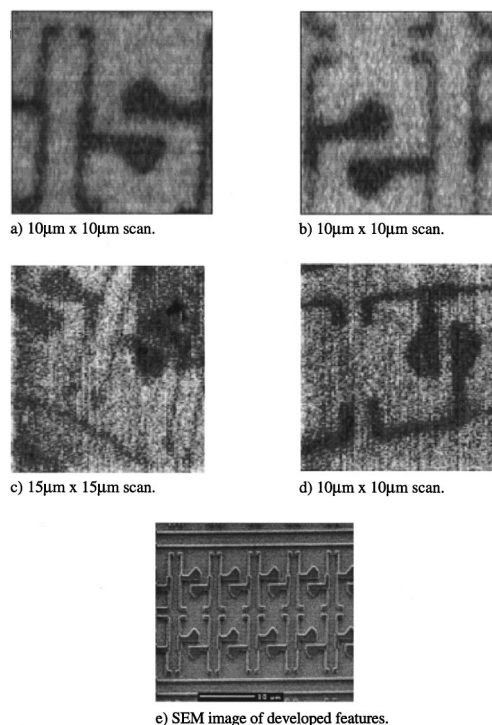 a) 10μm x 10μm scan.
b) 10μm x 10μm scan.
c) 15μm x 15μm scan.
d) 10μm x 10μm scan.
e) SEM image of developed features.